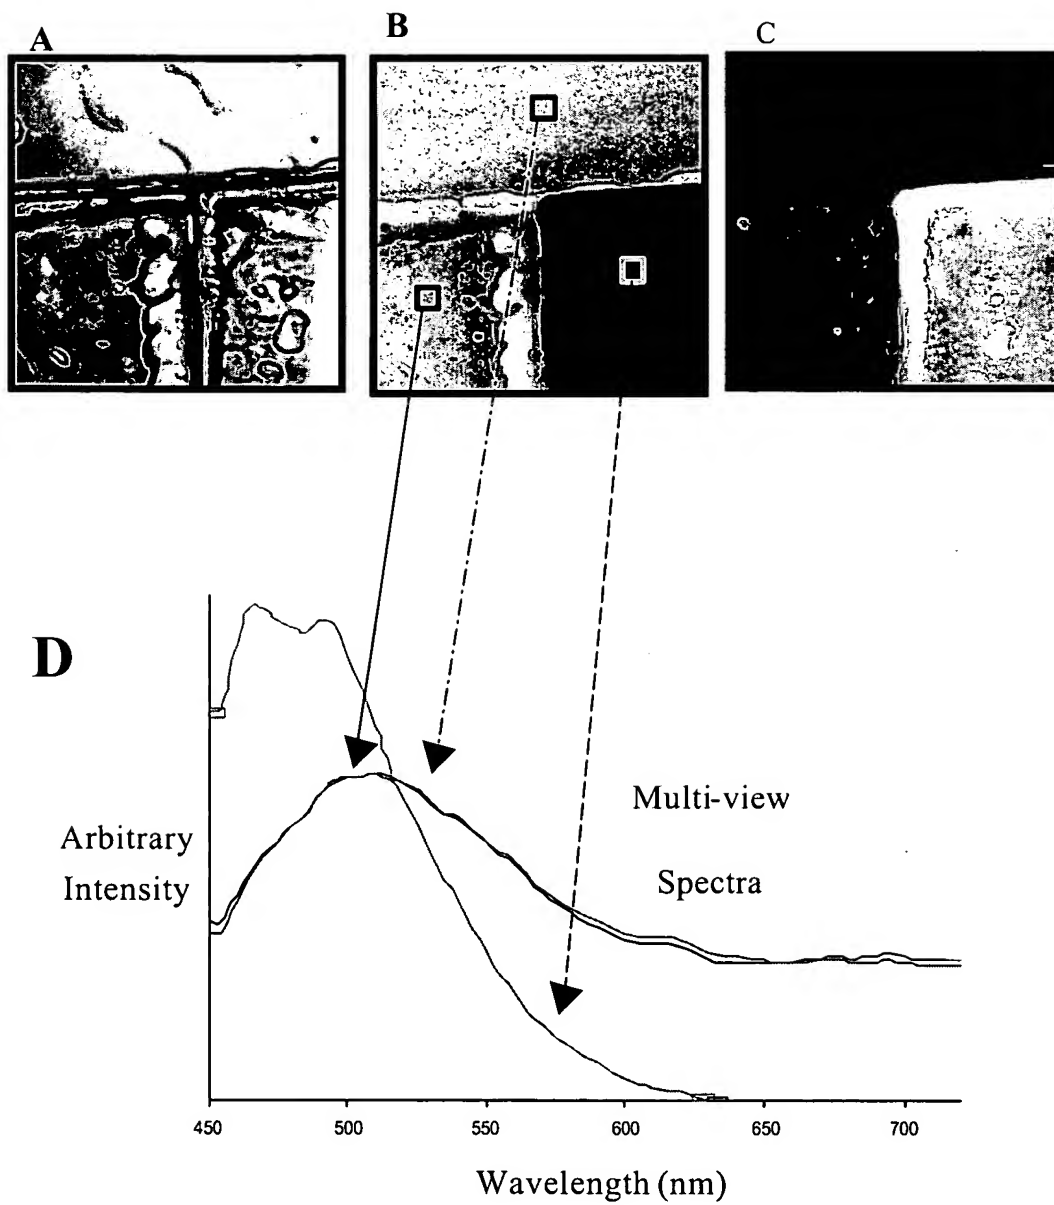 A
B
C
D
Arbitrary
Intensity
Multi-view
Spectra
450 500 550 600 650 700
Wavelength (nm)